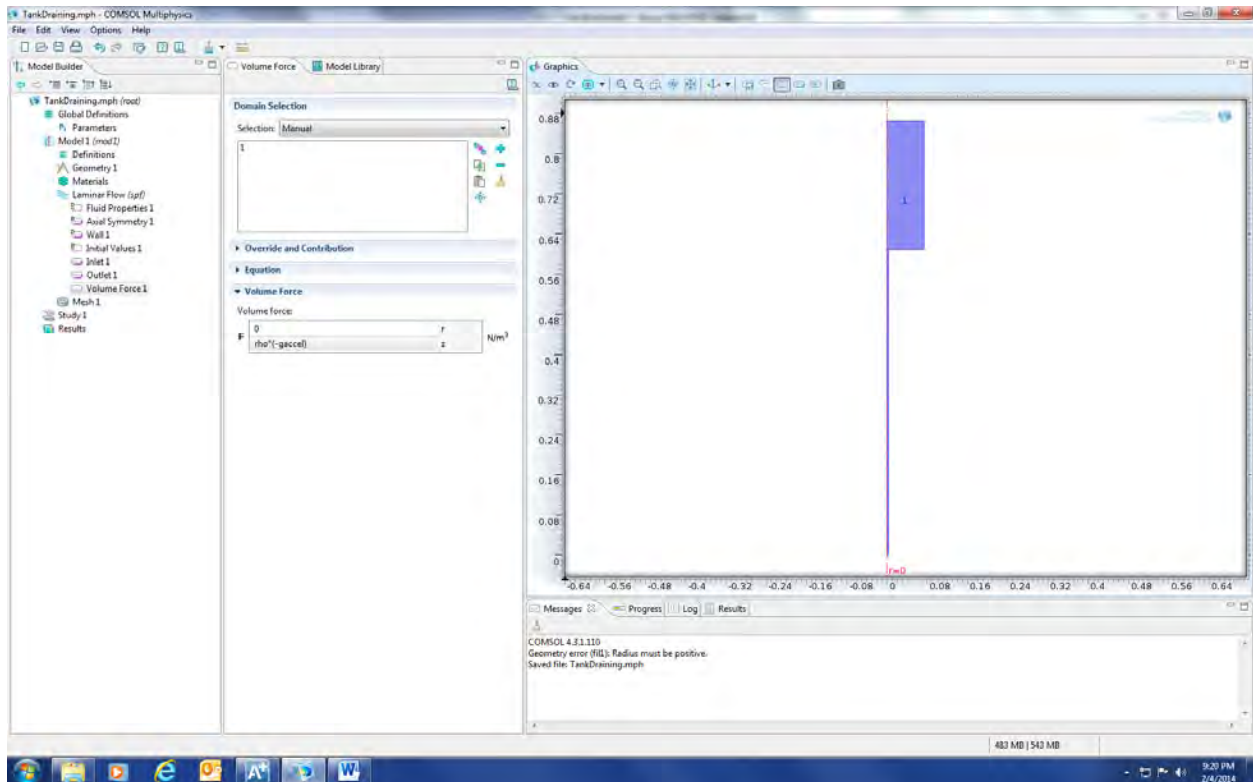 TankDraining.mph - COMSOL Multiphysics
File Edit View Options Help
Model Builder
TankDraining.mph (root)
Global Definitions
Parameters
Model 1 (mod1)
Definitions
Geometry 1
Materials
Laminar Flow (spf)
Fluid Properties 1
Axial Symmetry 1
Wall 1
Initial Values 1
Inlet 1
Outlet 1
Volume Force 1
Mesh 1
Study 1
Results
Volume Force Model Library
Domain Selection
Selection: Manual
1
Override and Contribution
Equation
Volume Force
Volume force:
F
0 r
rho*(-gaccel) z
N/m³
Graphics
0.88
0.8
0.72
0.64
0.56
0.48
0.4
0.32
0.24
0.16
0.08
0
1
r=0
-0.64 -0.56 -0.48 -0.4 -0.32 -0.24 -0.16 -0.08 0 0.08 0.16 0.24 0.32 0.4 0.48 0.56 0.64
Messages Progress Log Results
COMSOL 4.3.1.110
Geometry error (fil1): Radius must be positive.
Saved file: TankDraining.mph
483 MB | 543 MB
9:20 PM
2/4/2014